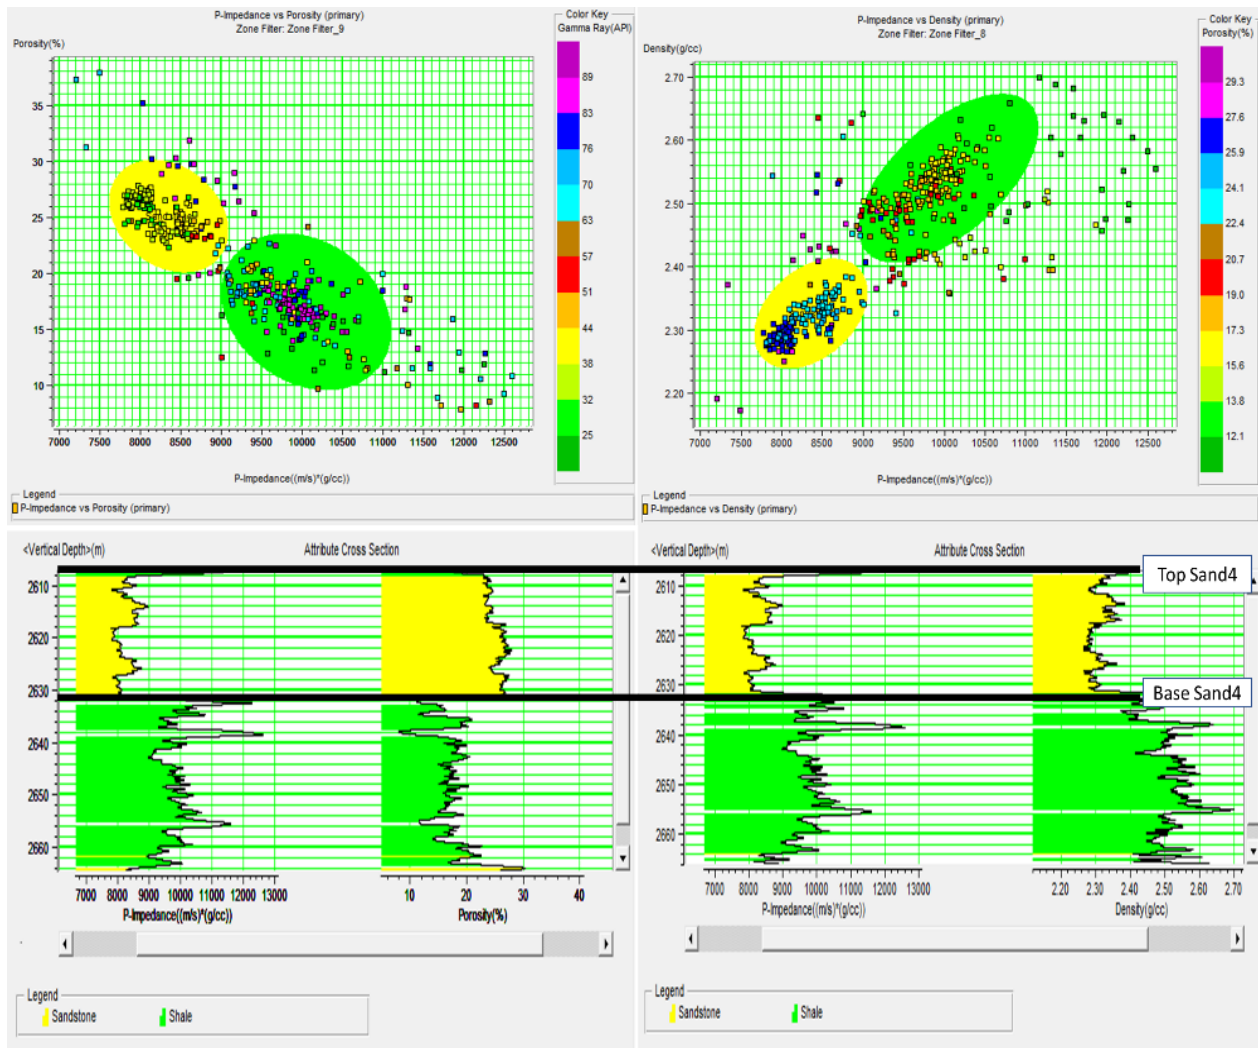 P-Impedance vs Porosity (primary)
Zone Filter: Zone Filter_9
Porosity(%)
Color Key
Gamma Ray(API)
35
30
25
20
15
10
89
83
76
70
63
57
51
44
38
32
25
7000 7500 8000 8500 9000 9500 10000 10500 11000 11500 12000 12500
P-Impedance((m/s)*(g/cc))
Legend
P-Impedance vs Porosity (primary)
P-Impedance vs Density (primary)
Zone Filter: Zone Filter_8
Density(g/cc)
Color Key
Porosity(%)
2.70
2.60
2.50
2.40
2.30
2.20
29.3
27.6
25.9
24.1
22.4
20.7
19.0
17.3
15.6
13.8
12.1
7000 7500 8000 8500 9000 9500 10000 10500 11000 11500 12000 12500
P-Impedance((m/s)*(g/cc))
Legend
P-Impedance vs Density (primary)
<Vertical Depth>(m)
Attribute Cross Section
2610
2620
2630
2640
2650
2660
7000 8000 9000 10000 11000 12000 13000
P-Impedance((m/s)*(g/cc))
10 20 30 40
Porosity(%)
Legend
Sandstone Shale
<Vertical Depth>(m)
Attribute Cross Section
Top Sand4
Base Sand4
2610
2620
2630
2640
2650
2660
7000 8000 9000 10000 11000 12000 13000
P-Impedance((m/s)*(g/cc))
2.20 2.30 2.40 2.50 2.60 2.70
Density(g/cc)
Legend
Sandstone Shale